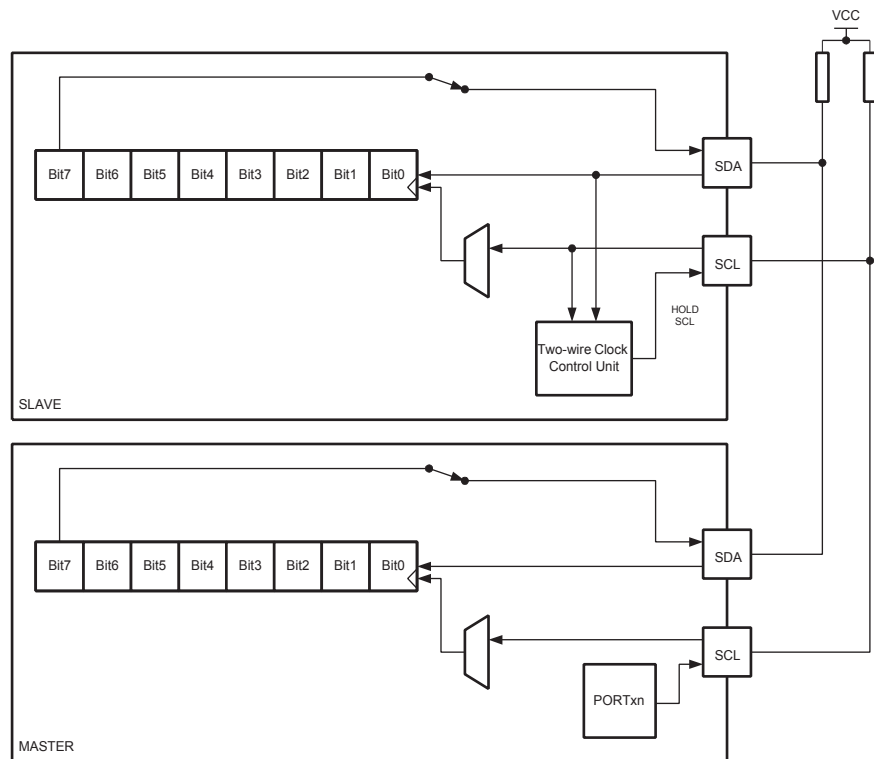 VCC
Bit7 Bit6 Bit5 Bit4 Bit3 Bit2 Bit1 Bit0
SDA
SCL
HOLD
SCL
Two-wire Clock
Control Unit
SLAVE
Bit7 Bit6 Bit5 Bit4 Bit3 Bit2 Bit1 Bit0
SDA
SCL
PORTxn
MASTER